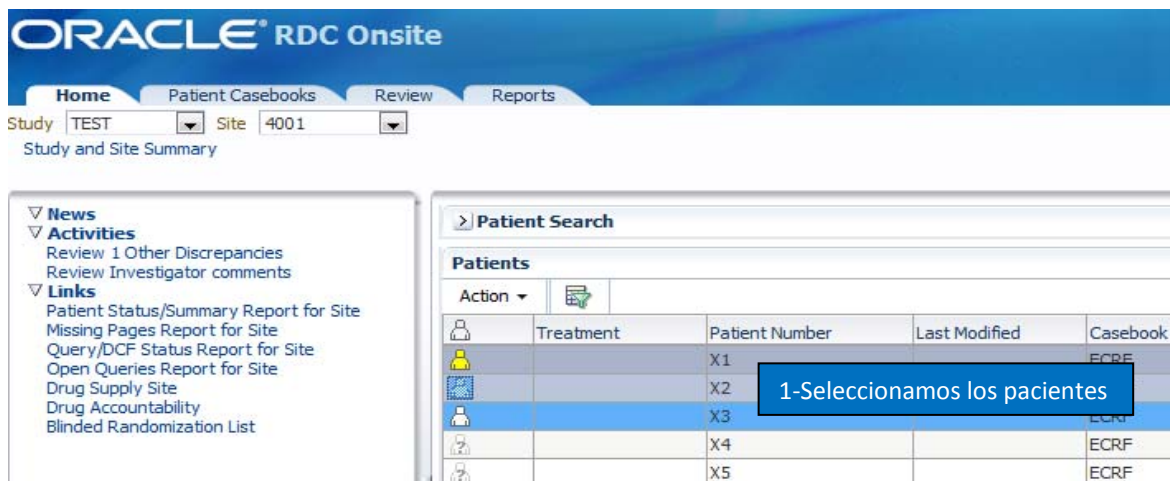 ORACLE® RDC Onsite
Home Patient Casebooks Review Reports
Study TEST Site 4001
Study and Site Summary
News
Activities
Review 1 Other Discrepancies
Review Investigator comments
Links
Patient Status/Summary Report for Site
Missing Pages Report for Site
Query/DCF Status Report for Site
Open Queries Report for Site
Drug Supply Site
Drug Accountability
Blinded Randomization List
Patient Search
Patients
Action
Treatment Patient Number Last Modified Casebook
X1 ECRF
X2
1-Seleccionamos los pacientes
X3 ECRF
? X4 ECRF
? X5 ECRF